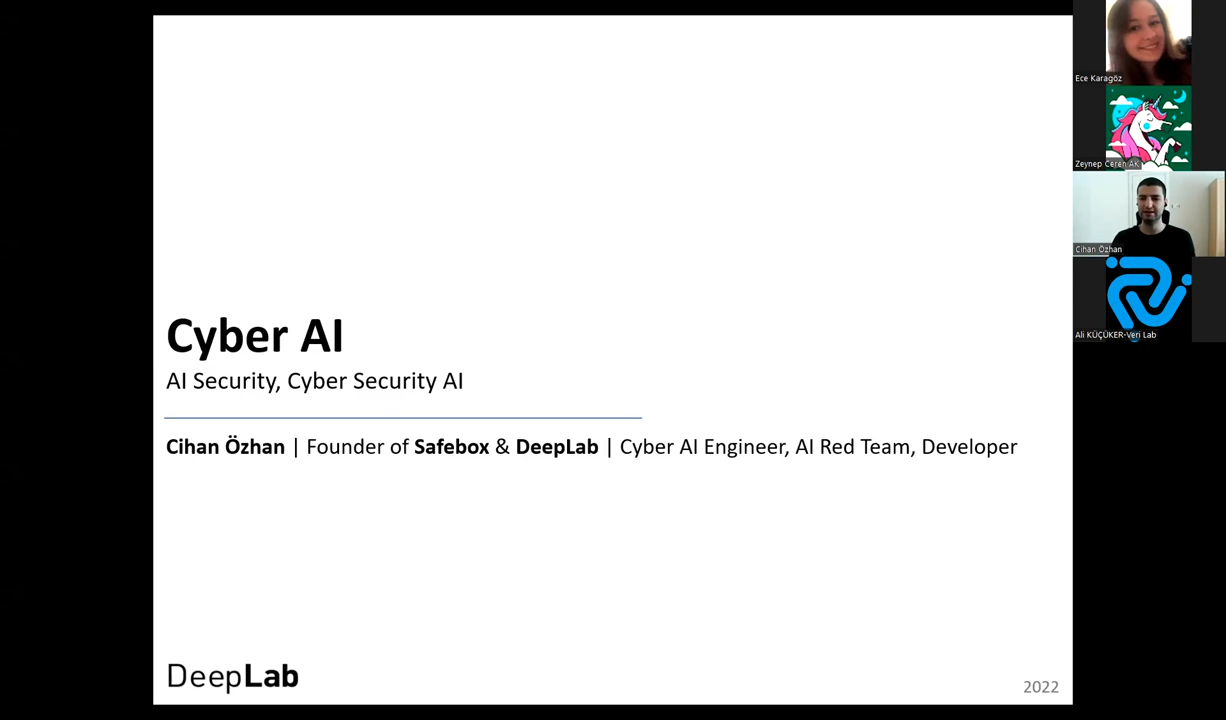 Cyber AI
AI Security, Cyber Security AI
Cihan Özhan | Founder of Safebox & DeepLab | Cyber AI Engineer, AI Red Team, Developer
DeepLab
2022
Ece Karagöz
Zeynep Ceren AK
Cihan Özhan
Ali KÜÇÜKER-Veri Lab